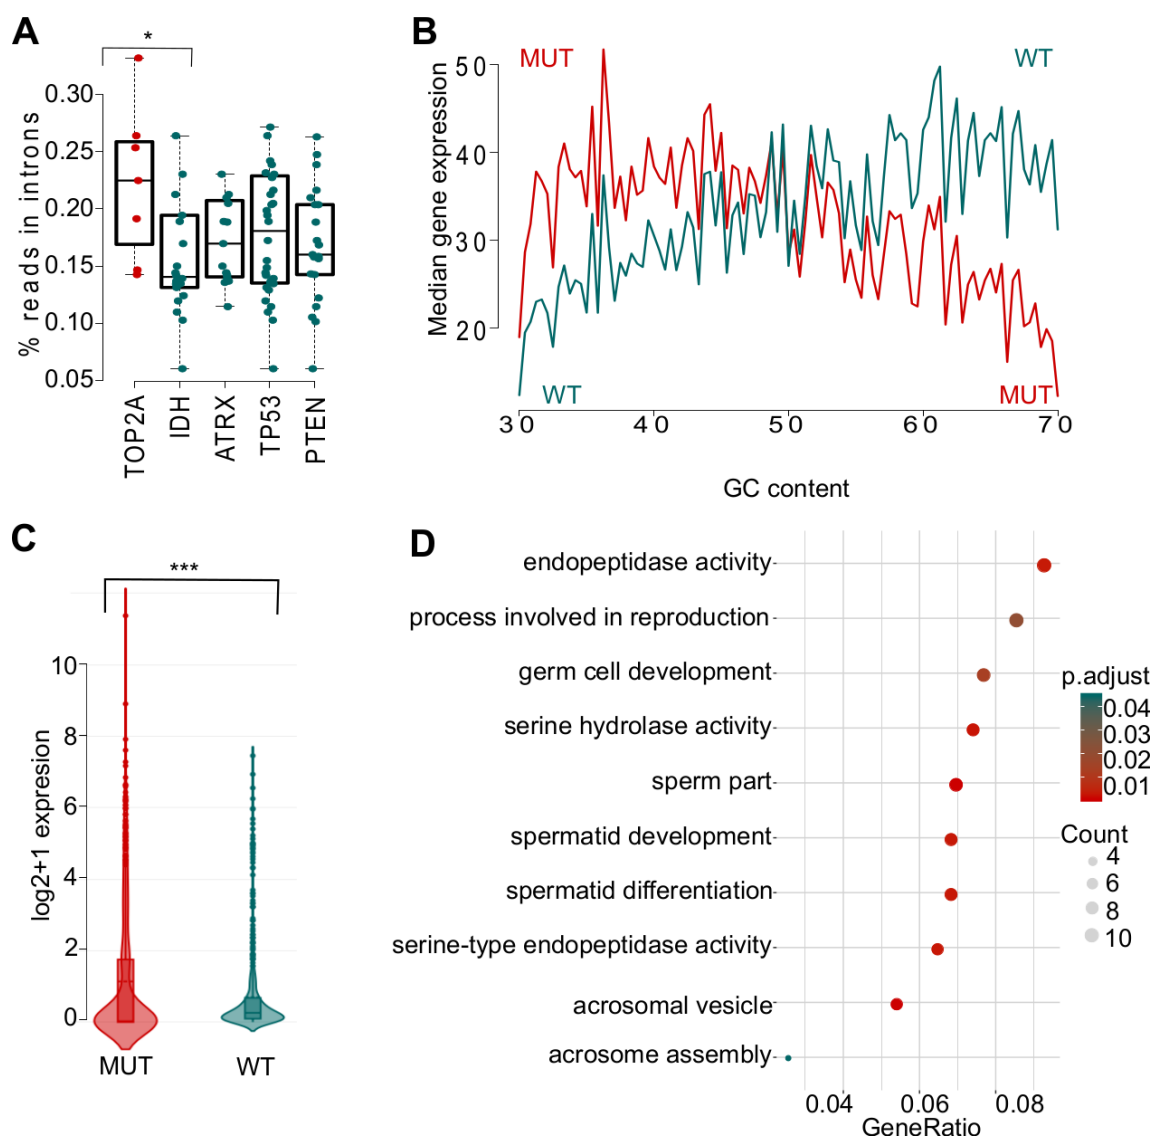 A
*
% reads in introns
0.30
0.25
0.20
0.15
0.10
0.05
TOP2A
IDH
ATRX
TP53
PTEN
B
MUT
WT
Median gene expression
50
40
30
20
WT
MUT
30
40
50
60
70
GC content
C
***
log2+1 expresion
10
8
6
4
2
0
MUT
WT
D
endopeptidase activity
process involved in reproduction
germ cell development
serine hydrolase activity
sperm part
spermatid development
spermatid differentiation
serine-type endopeptidase activity
acrosomal vesicle
acrosome assembly
0.04
0.06
0.08
GeneRatio
p.adjust
0.04
0.03
0.02
0.01
Count
4
6
8
10